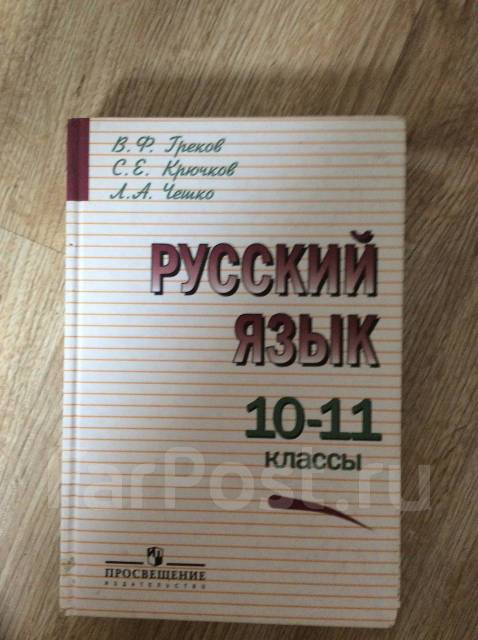 В. Ф. Греков
С. Е. Крючков
Л. А. Чешко
РУССКИЙ
ЯЗЫК
10-11
классы
FarPost.ru
ПРОСВЕЩЕНИЕ
ИЗДАТЕЛЬСТВО